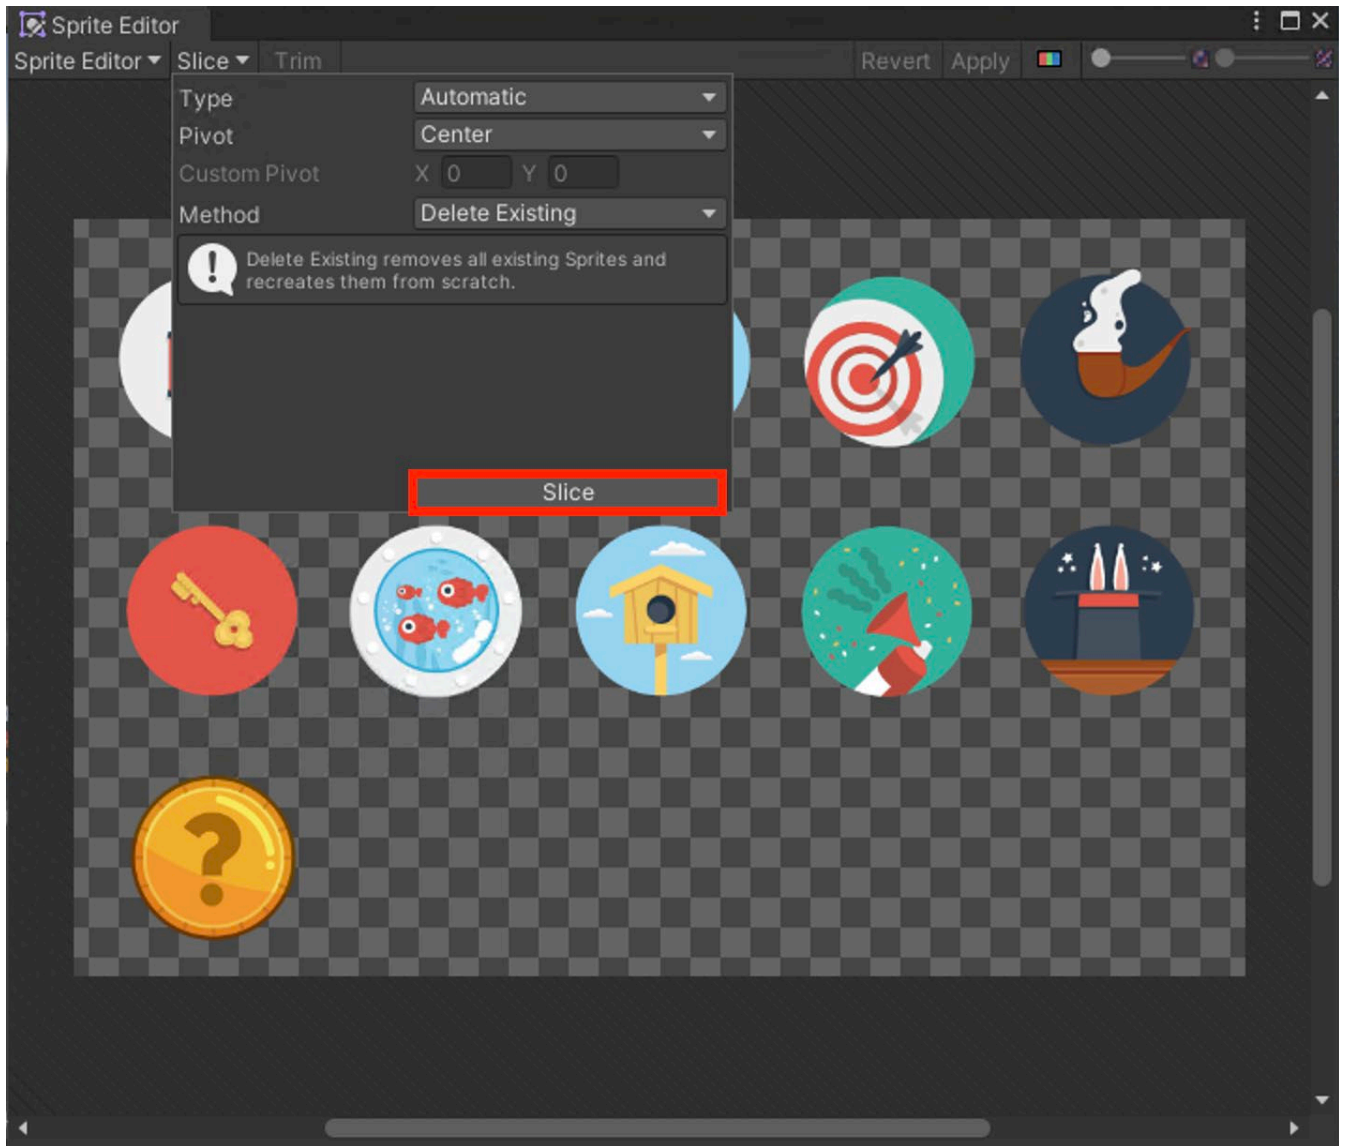 Sprite Editor
Sprite Editor Slice Trim Revert Apply
Type Automatic
Pivot Center
Custom Pivot X 0 Y 0
Method Delete Existing
! Delete Existing removes all existing Sprites and
recreates them from scratch.
Slice
?